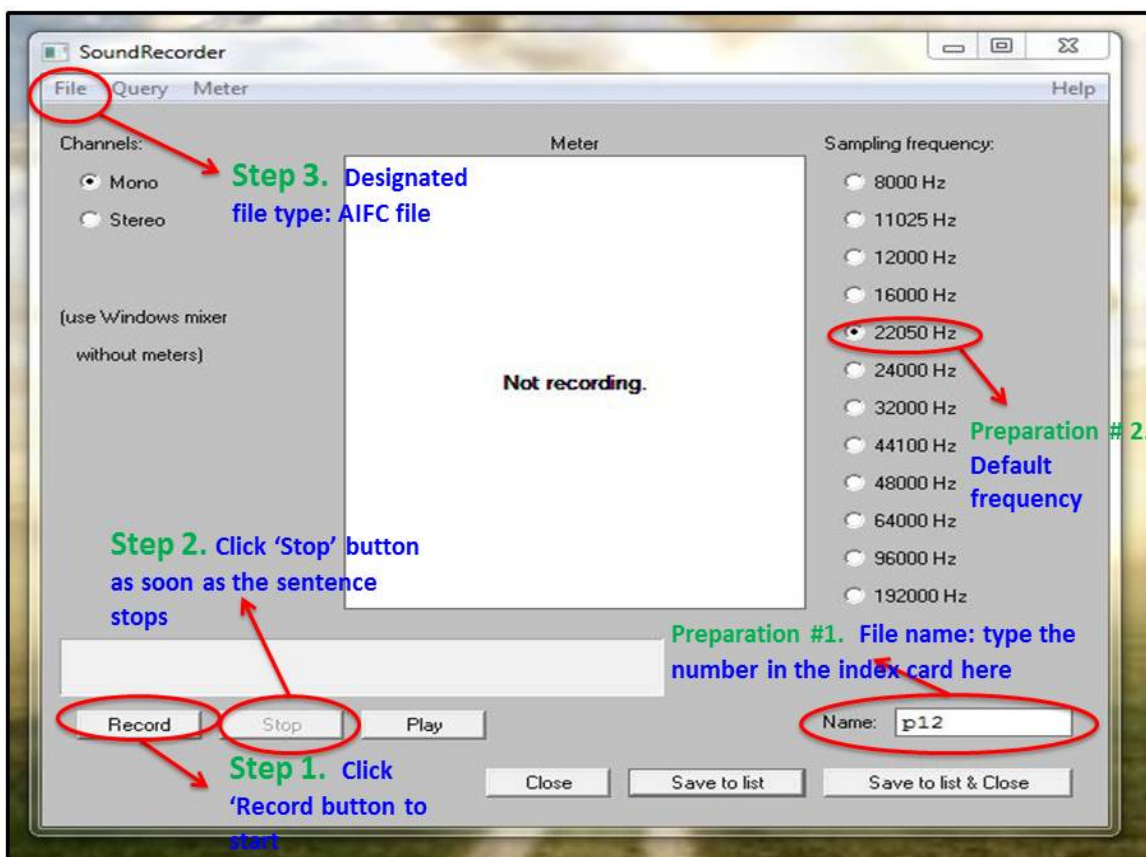 SoundRecorder
File Query Meter Help
Channels:
Mono
Stereo
(use Windows mixer
without meters)
Meter
Not recording.
Step 3. Designated
file type: AIFC file
Sampling frequency:
8000 Hz
11025 Hz
12000 Hz
16000 Hz
22050 Hz
24000 Hz
32000 Hz
44100 Hz
48000 Hz
64000 Hz
96000 Hz
192000 Hz
Preparation # 2.
Default
frequency
Step 2. Click ‘Stop’ button
as soon as the sentence
stops
Preparation #1. File name: type the
number in the index card here
Record Stop Play
Name: p12
Step 1. Click
‘Record button to
start
Close Save to list Save to list & Close